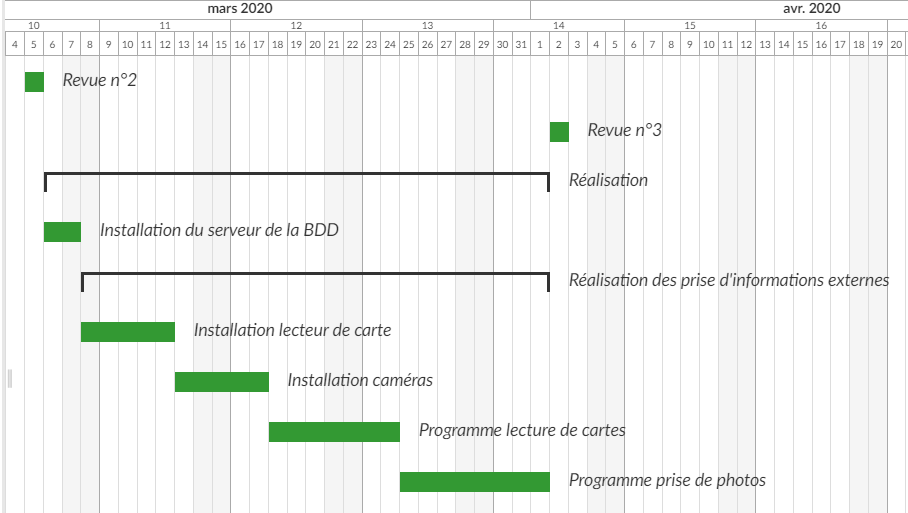 mars 2020 avr. 2020
10 11 12 13 14 15 16
4 5 6 7 8 9 10 11 12 13 14 15 16 17 18 19 20 21 22 23 24 25 26 27 28 29 30 31 1 2 3 4 5 6 7 8 9 10 11 12 13 14 15 16 17 18 19 20
Revue n°2
Revue n°3
Réalisation
Installation du serveur de la BDD
Réalisation des prise d'informations externes
Installation lecteur de carte
Installation caméras
Programme lecture de cartes
Programme prise de photos